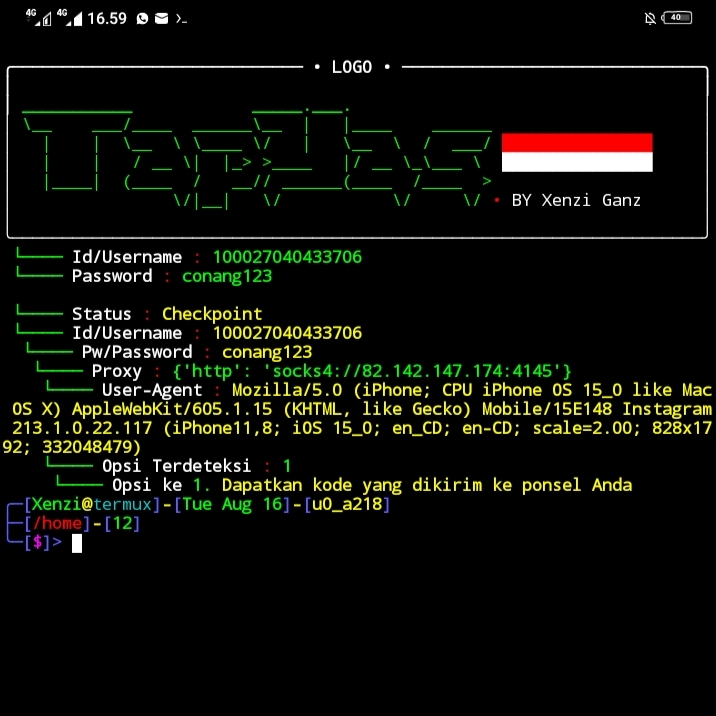 4G 4G 16.59 40
• LOGO •
• BY Xenzi Ganz
Id/Username : 100027040433706
Password : conang123
Status : Checkpoint
Id/Username : 100027040433706
Pw/Password : conang123
Proxy : {'http': 'socks4://82.142.147.174:4145'}
User-Agent : Mozilla/5.0 (iPhone; CPU iPhone OS 15_0 like Mac
OS X) AppleWebKit/605.1.15 (KHTML, like Gecko) Mobile/15E148 Instagram
213.1.0.22.117 (iPhone11,8; iOS 15_0; en_CD; en-CD; scale=2.00; 828x17
92; 332048479)
Opsi Terdeteksi : 1
Opsi ke 1. Dapatkan kode yang dikirim ke ponsel Anda
[Xenzi@termux]-[Tue Aug 16]-[u0_a218]
[/home]-[12]
[$]>